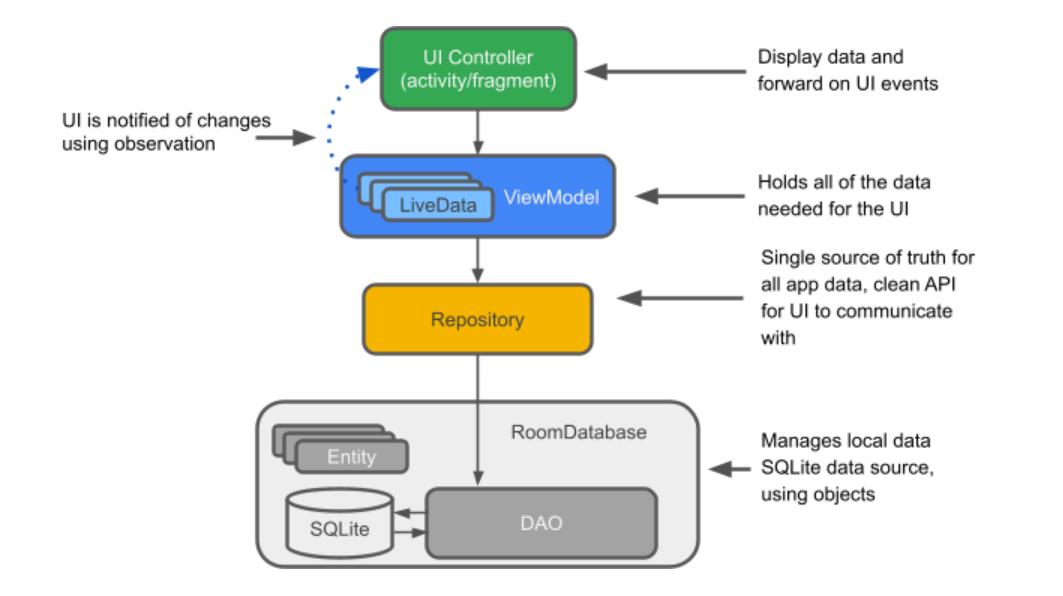 UI Controller
(activity/fragment)
Display data and
forward on UI events
UI is notified of changes
using observation
LiveData
ViewModel
Holds all of the data
needed for the UI
Single source of truth for
all app data, clean API
for UI to communicate
with
Repository
RoomDatabase
Entity
SQLite
DAO
Manages local data
SQLite data source,
using objects